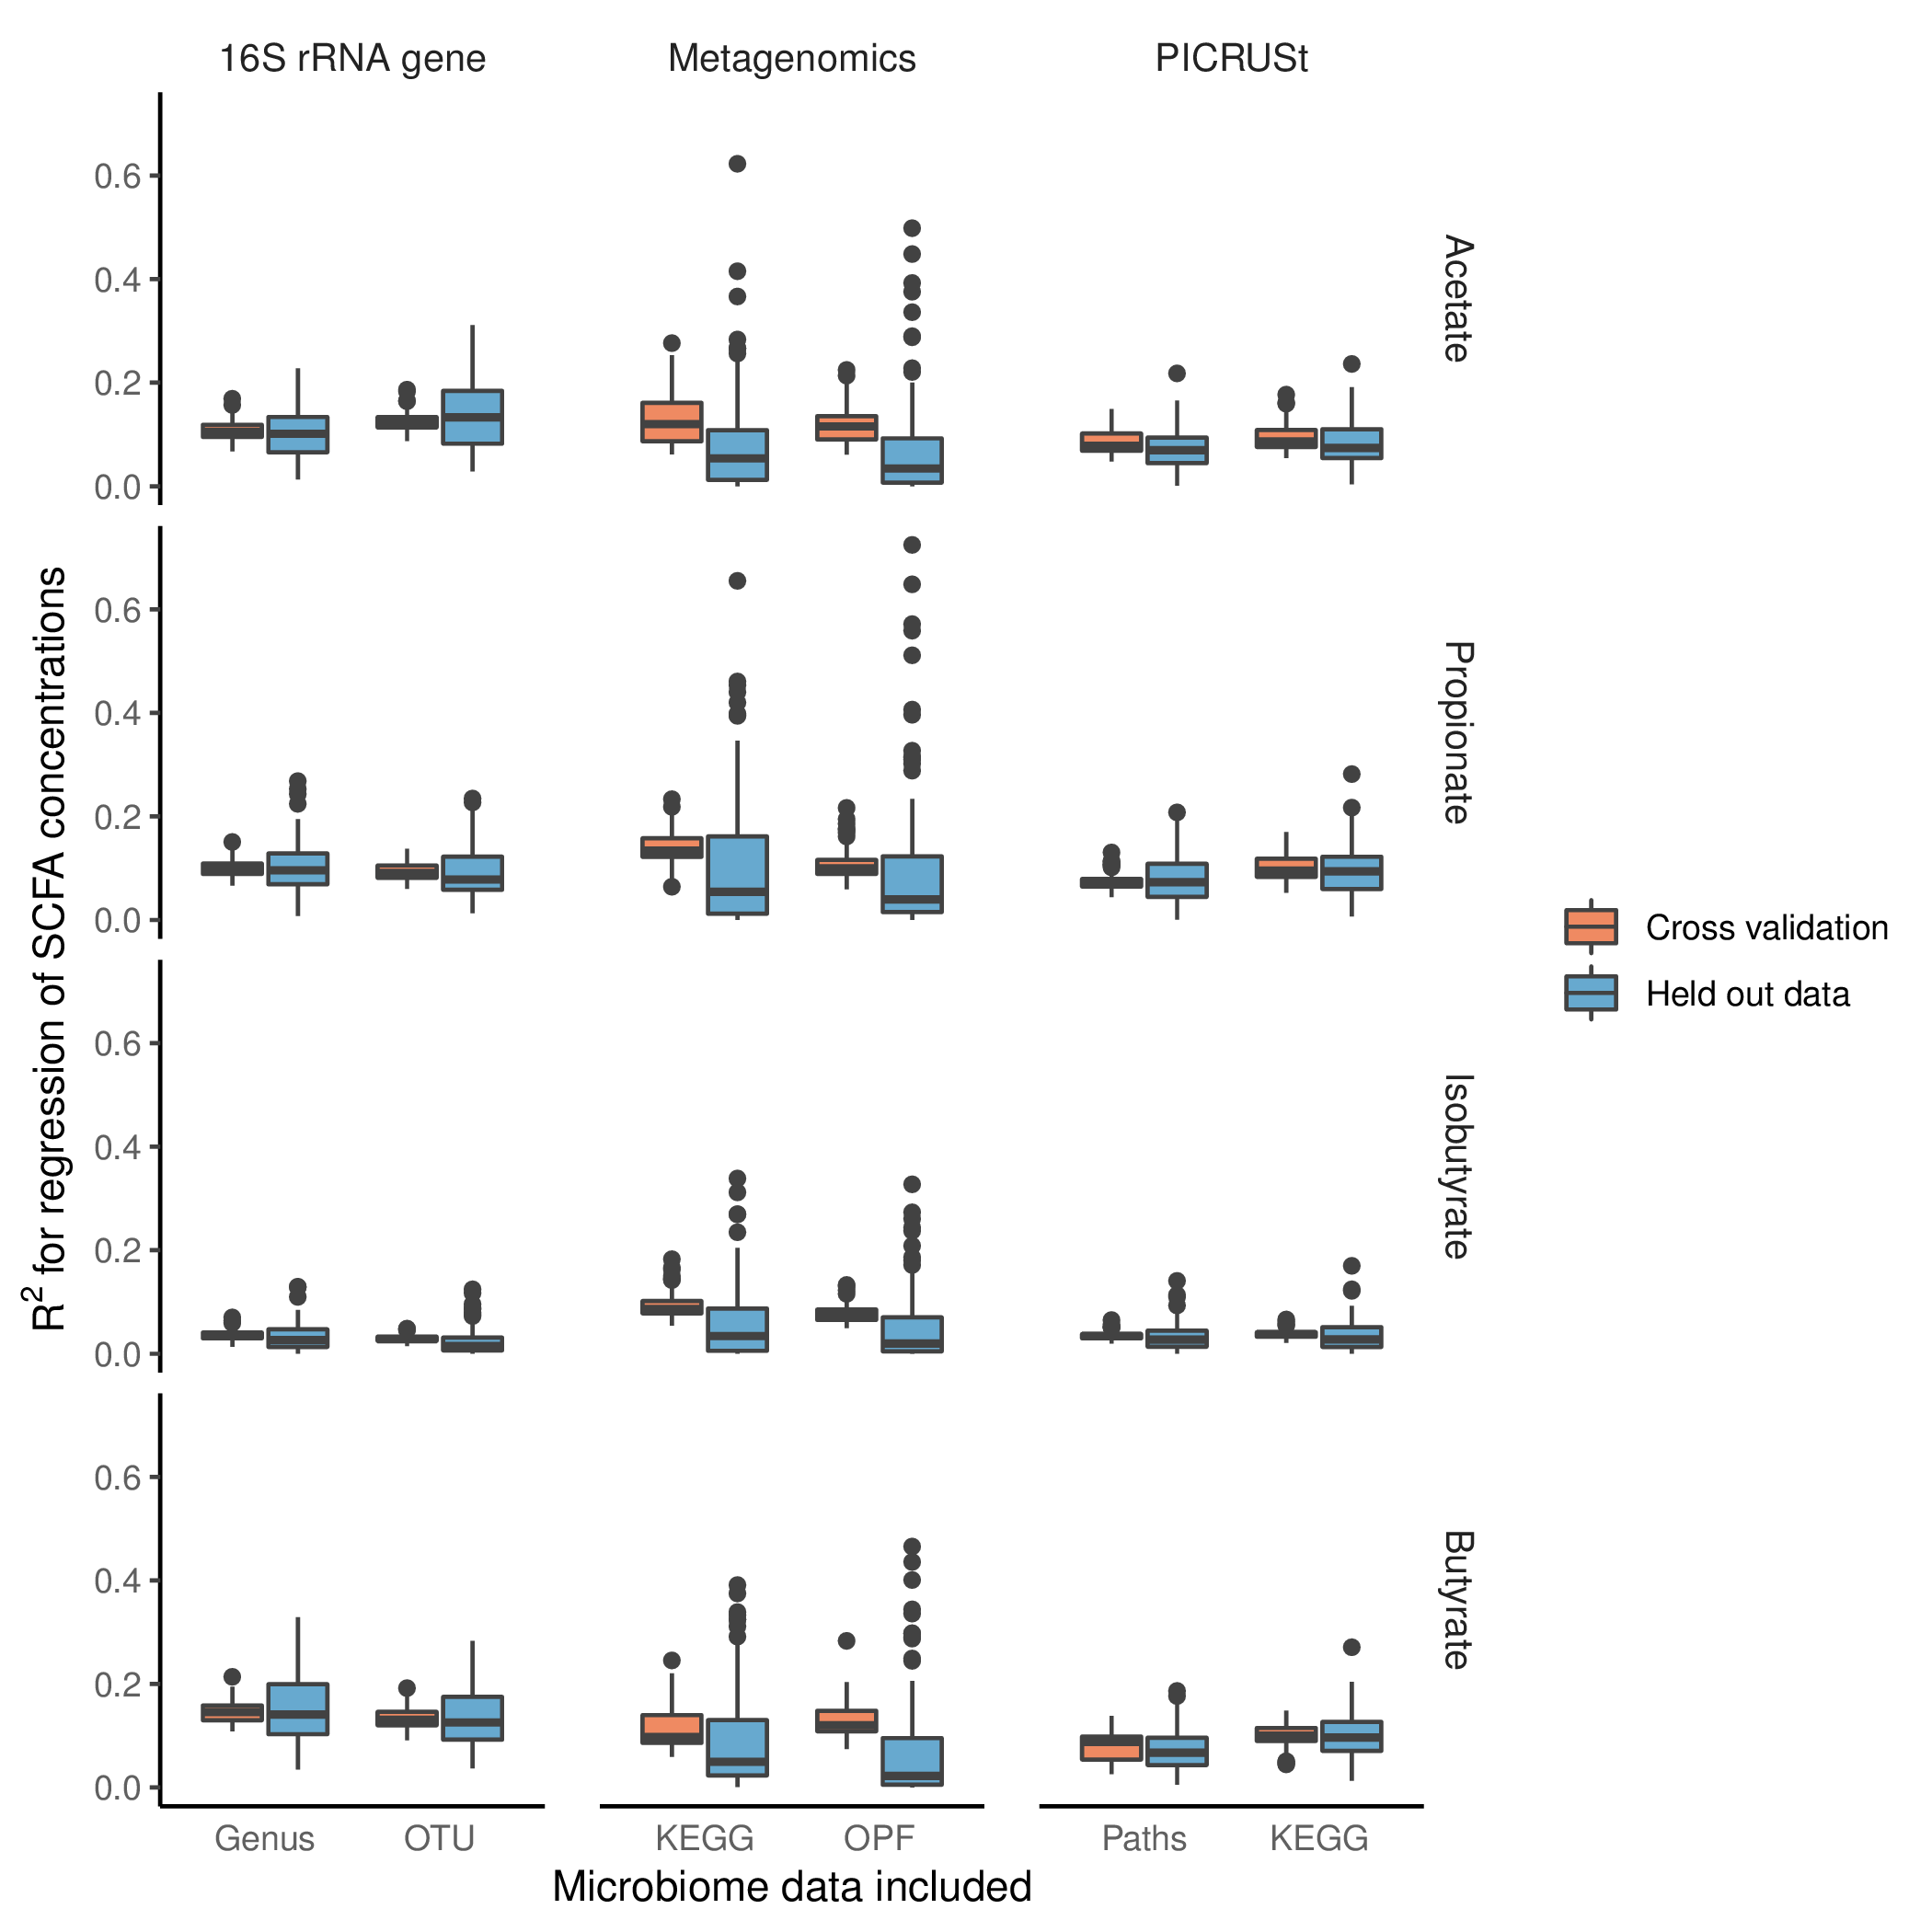 16S rRNA gene
Metagenomics
PICRUSt
R² for regression of SCFA concentrations
0.6
0.4
0.2
0.0
Acetate
0.6
0.4
0.2
0.0
Propionate
0.6
0.4
0.2
0.0
Isobutyrate
0.6
0.4
0.2
0.0
Butyrate
Cross validation
Held out data
Genus
OTU
KEGG
OPF
Paths
KEGG
Microbiome data included